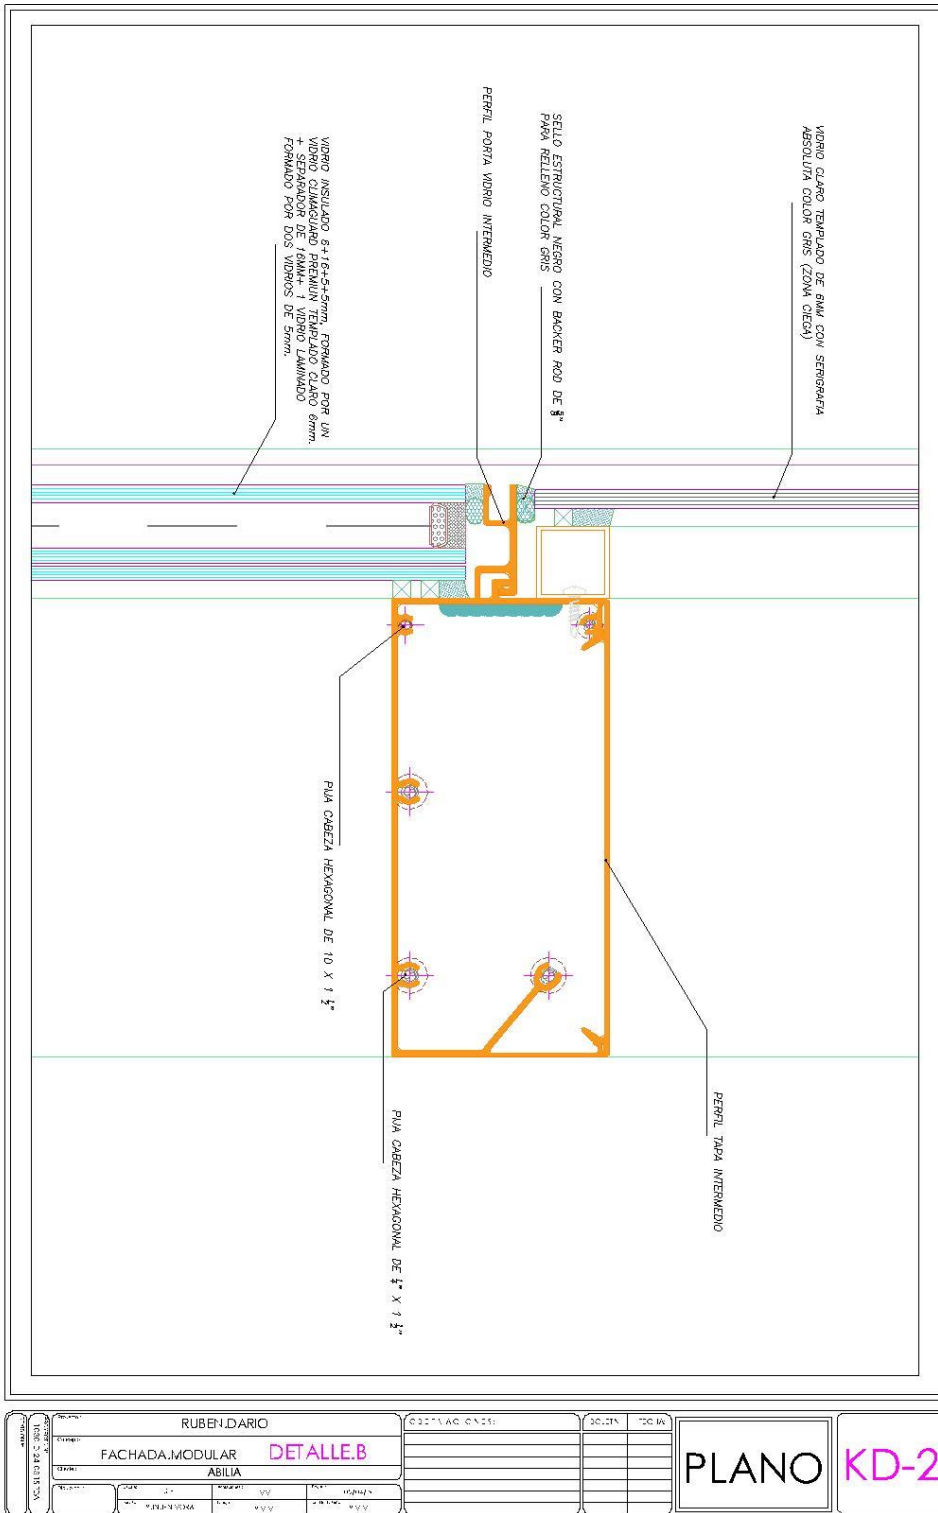 VIDRIO CLARO TEMPLADO DE 6MM CON SERIGRAFIA
ABSOLUTA COLOR GRIS (ZONA CIEGA)
SELLO ESTRUCTURAL NEGRO CON BACKER ROD DE
PARA RELLENO COLOR GRIS
PERFIL PORTA VIDRIO INTERMEDIO
VIDRIO INSULADO 6+16+5+5mm, FORMADO POR UN
VIDRIO CLIMAGUARD PREMIUN TEMPLADO CLARO 6mm.
+ SEPARADOR DE 16MM+ 1 VIDRIO LAMINADO
FORMADO POR DOS VIDRIOS DE 5mm.
PIJA CABEZA HEXAGONAL DE 10 X 1 ½"
PERFIL TAPA INTERMEDIO
PIJA CABEZA HEXAGONAL DE ¼" X 1 ½"
RUBEN.DARIO
FACHADA.MODULAR DETALLE.B
ABILIA
PLANO
KD-2